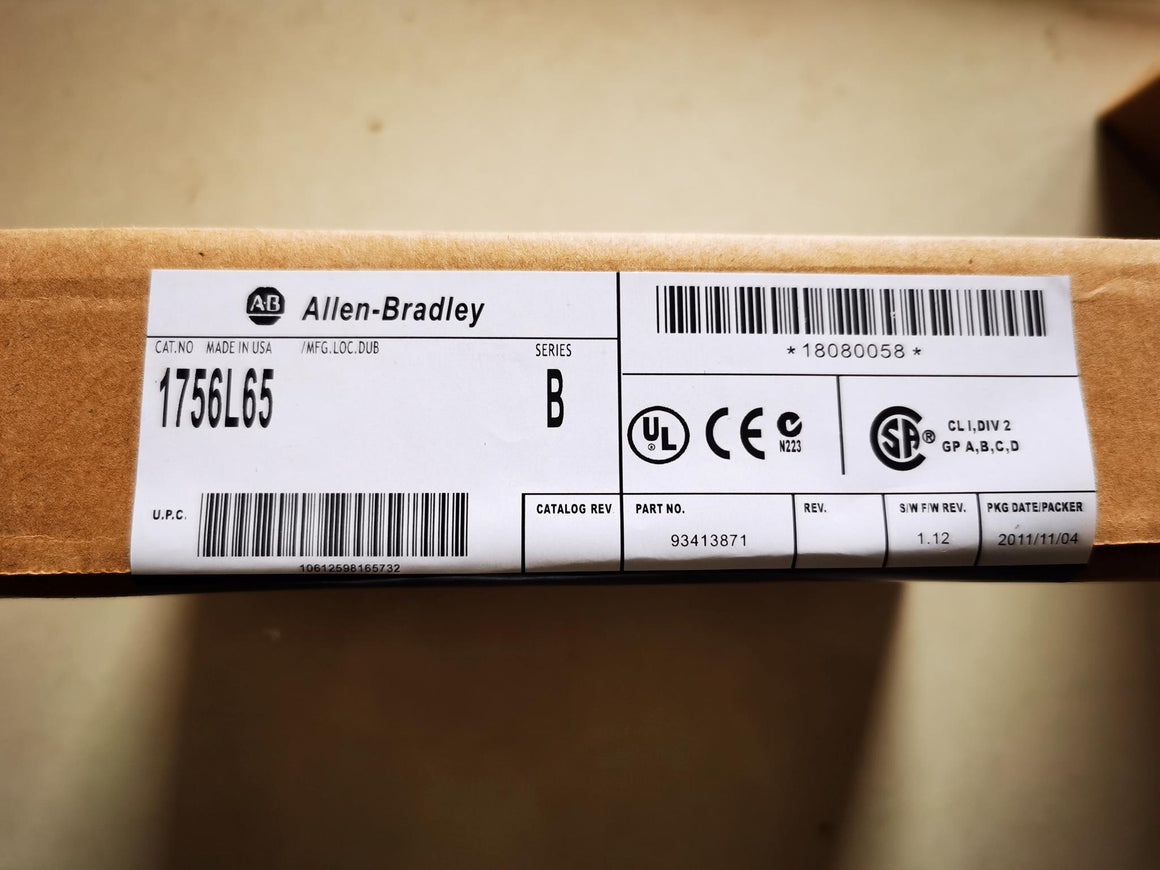 A-B Allen-Bradley
CAT.NO MADE IN USA /MFG.LOC.DUB SERIES
1756L65 B
U.P.C.
10612598165732
*18080058*
UL CE N223
SA® CL I,DIV 2
GP A,B,C,D
CATALOG REV
PART NO.
93413871
REV.
S/W F/W REV.
1.12
PKG DATE/PACKER
2011/11/04